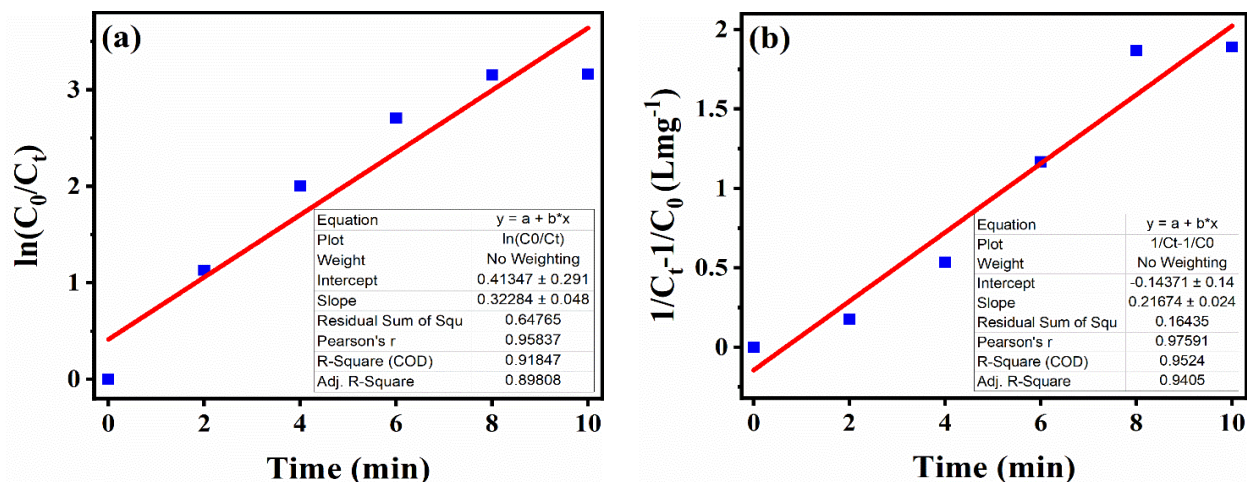 (a)
ln(C0/Ct)
3
2
1
0
0 2 4 6 8 10
Time (min)
Equation y = a + b*x
Plot ln(C0/Ct)
Weight No Weighting
Intercept 0.41347 ± 0.291
Slope 0.32284 ± 0.048
Residual Sum of Squ 0.64765
Pearson's r 0.95837
R-Square (COD) 0.91847
Adj. R-Square 0.89808
(b)
1/Ct-1/C0 (Lmg-1)
2
1.5
1
0.5
0
0 2 4 6 8 10
Time (min)
Equation y = a + b*x
Plot 1/Ct-1/C0
Weight No Weighting
Intercept -0.14371 ± 0.14
Slope 0.21674 ± 0.024
Residual Sum of Squ 0.16435
Pearson's r 0.97591
R-Square (COD) 0.9524
Adj. R-Square 0.9405